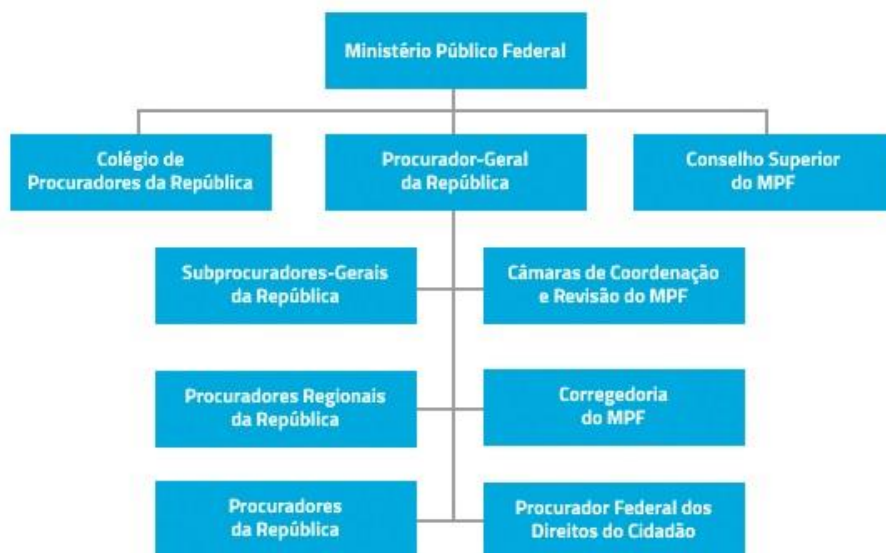 Ministério Público Federal
Colégio de
Procuradores da República
Procurador-Geral
da República
Conselho Superior
do MPF
Subprocuradores-Gerais
da República
Câmaras de Coordenação
e Revisão do MPF
Procuradores Regionais
da República
Corregedoria
do MPF
Procuradores
da República
Procurador Federal dos
Direitos do Cidadão